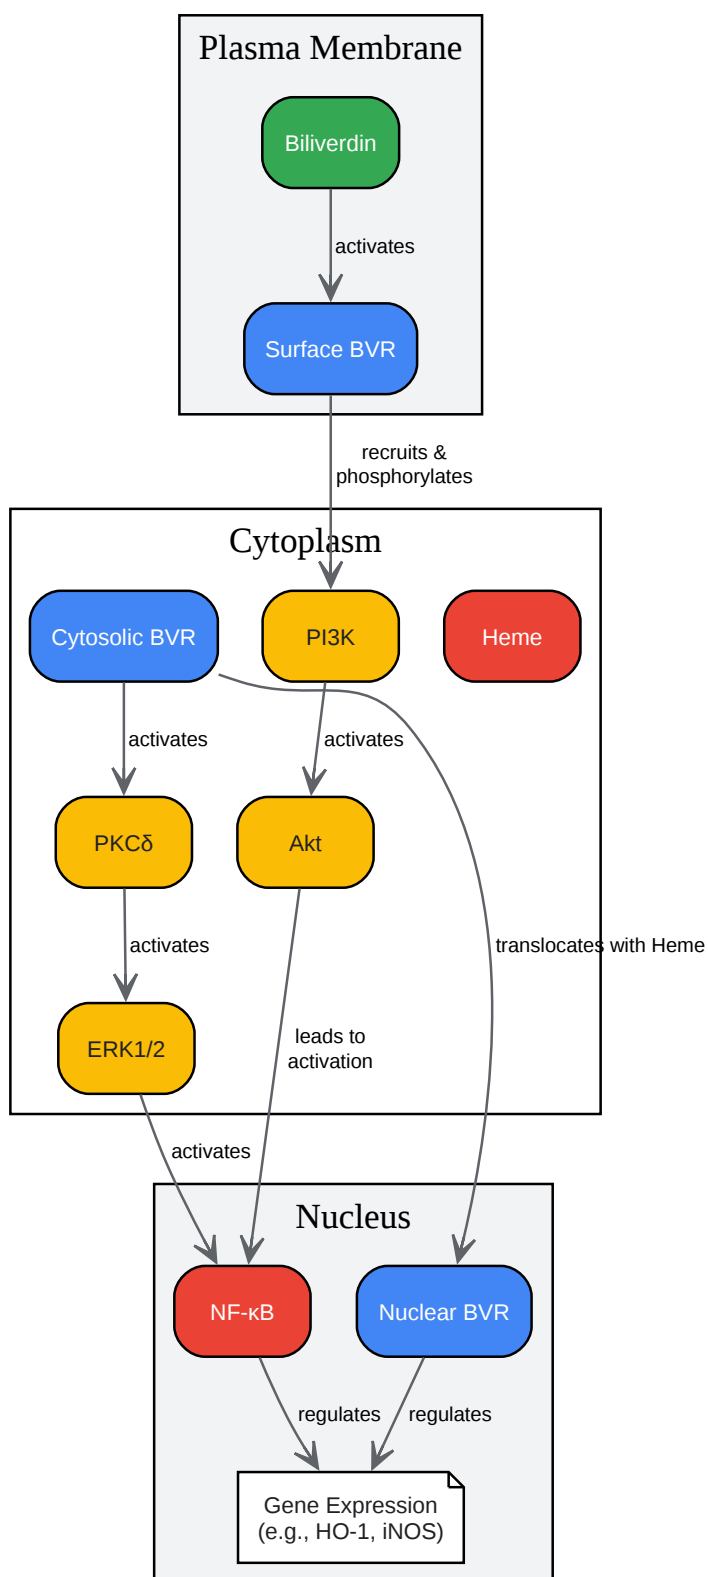 Plasma Membrane
Biliverdin
activates
Surface BVR
recruits &
phosphorylates
Cytoplasm
Cytosolic BVR
PI3K
Heme
activates
activates
PKCδ
Akt
activates
translocates with Heme
ERK1/2
leads to
activation
activates
Nucleus
NF-κB
Nuclear BVR
regulates
regulates
Gene Expression
(e.g., HO-1, iNOS)